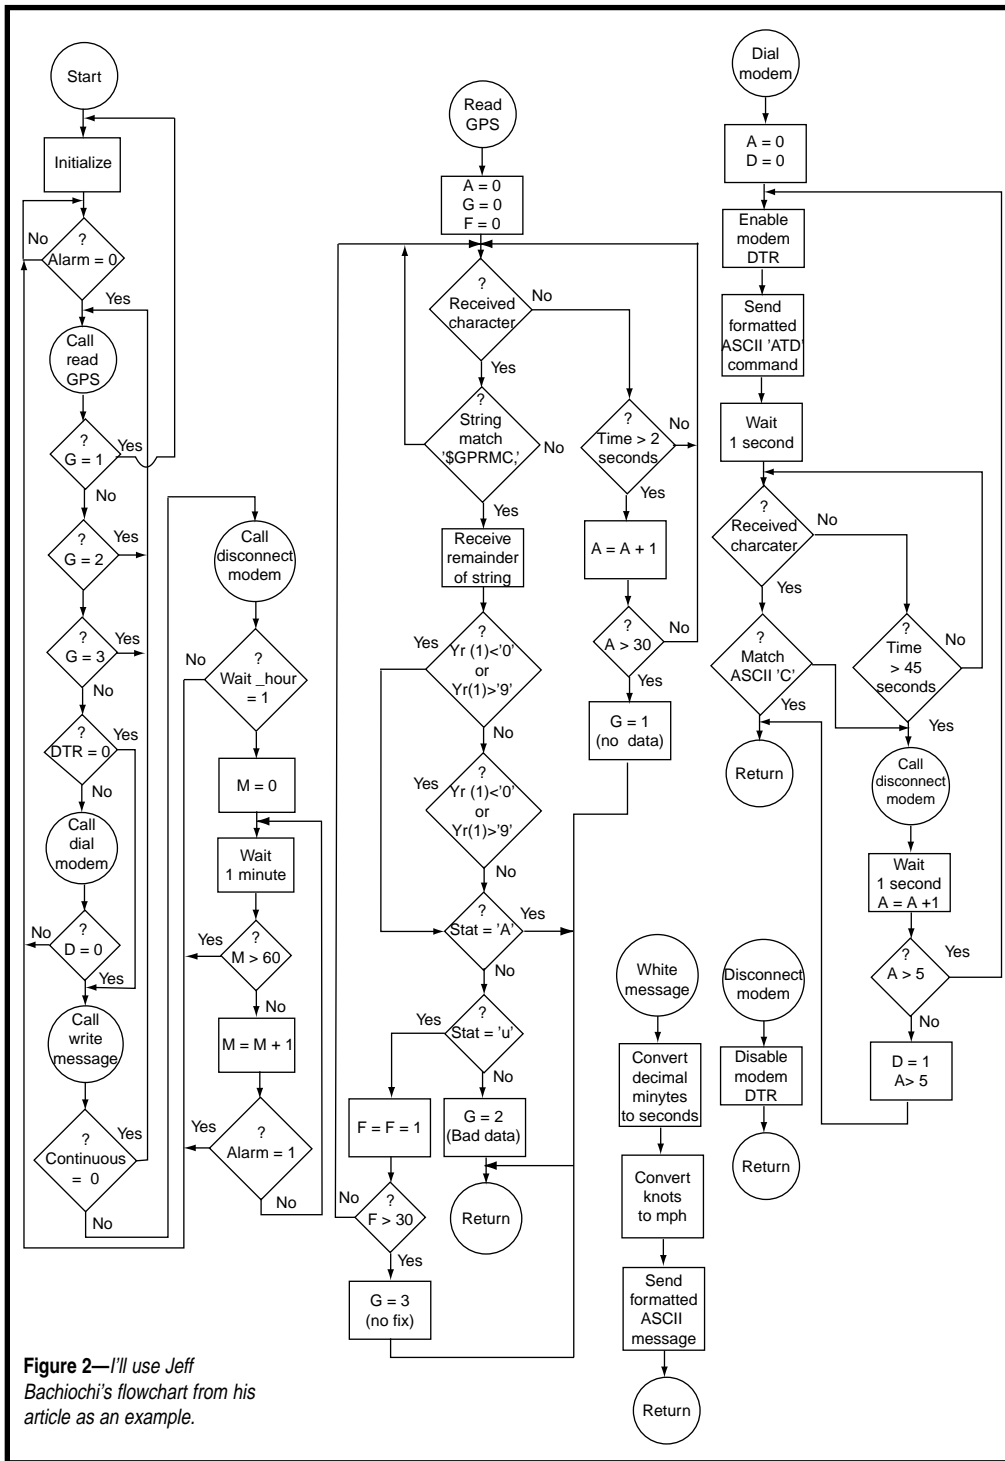 Start
Initialize
No
?
Alarm = 0
Yes
Call
read
GPS
?
G = 1
Yes
No
?
G = 2
Yes
?
G = 3
Yes
No
?
DTR = 0
Yes
No
Call
dial
modem
No
?
D = 0
Yes
Call
write
message
?
Continuous
= 0
Yes
No
Call
disconnect
modem
No
?
Wait _hour
= 1
M = 0
Wait
1 minute
Yes
?
M > 60
No
M = M + 1
Yes
?
Alarm = 1
No
Read
GPS
A = 0
G = 0
F = 0
?
Received
character
No
Yes
?
String
match
'$GPRMC,'
No
Yes
?
Time > 2
seconds
No
Yes
A = A + 1
?
A > 30
No
Yes
G = 1
(no data)
Receive
remainder
of string
Yes
?
Yr (1)<'0'
or
Yr(1)>'9'
No
Yes
?
Yr (1)<'0'
or
Yr(1)>'9'
No
?
Stat = 'A'
Yes
No
Yes
?
Stat = 'u'
No
F = F = 1
G = 2
(Bad data)
No
?
F > 30
Yes
Return
G = 3
(no fix)
Dial
modem
A = 0
D = 0
Enable
modem
DTR
Send
formatted
ASCII 'ATD'
command
Wait
1 second
?
Received
charcater
No
Yes
?
Match
ASCII 'C'
Yes
?
Time
> 45
seconds
No
Yes
Return
Call
disconnect
modem
Wait
1 second
A = A +1
?
A > 5
Yes
No
D = 1
A> 5
White
message
Convert
decimal
minytes
to seconds
Convert
knots
to mph
Send
formatted
ASCII
message
Return
Disconnect
modem
Disable
modem
DTR
Return
Figure 2—I'll use Jeff
Bachiochi's flowchart from his
article as an example.